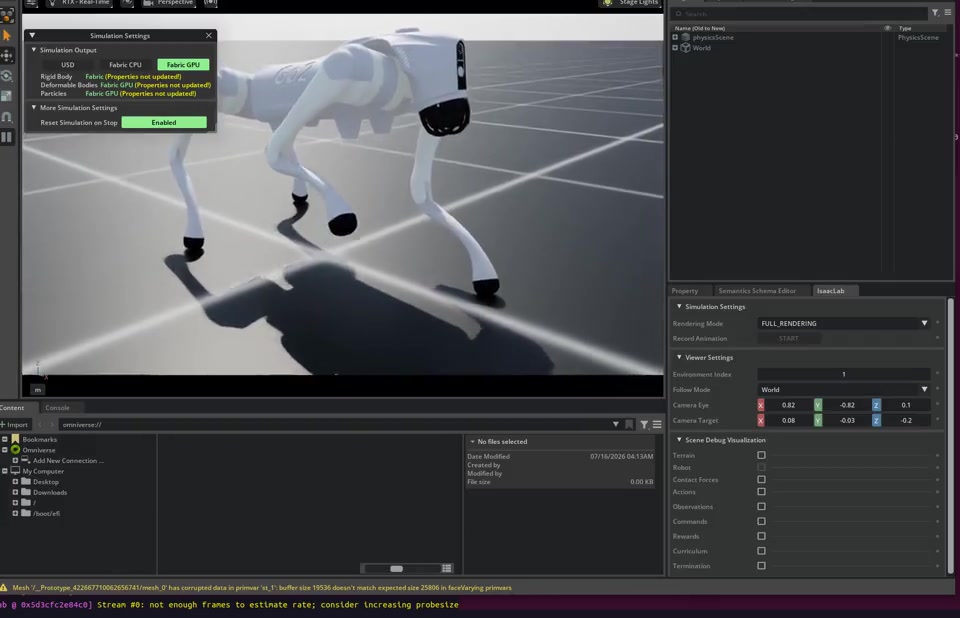 RTX - Real-Time
Perspective
Stage Lights
Simulation Settings
Simulation Output
USD
Fabric CPU
Fabric GPU
Rigid Body Fabric (Properties not updated!)
Deformable Bodies Fabric GPU (Properties not updated!)
Particles Fabric GPU (Properties not updated!)
More Simulation Settings
Reset Simulation on Stop Enabled
m
Search
Name (Old to New) Type
physicsScene PhysicsScene
World
Property Semantics Schema Editor IsaacLab
Simulation Settings
Rendering Mode FULL_RENDERING
Record Animation START
Viewer Settings
Environment Index 1
Follow Mode World
Camera Eye X 0.82 Y -0.82 Z 0.1
Camera Target X 0.08 Y -0.03 Z -0.2
Scene Debug Visualization
Terrain
Robot
Contact Forces
Actions
Observations
Commands
Rewards
Curriculum
Termination
Content Console
Import omniverse://
Bookmarks
Omniverse
Add New Connection ...
My Computer
Desktop
Downloads
/
/boot/efi
No files selected
Date Modified 07/16/2026 04:13AM
Created by
Modified by
File size 0.00 KB
Mesh '/__Prototype_422667710062656741/mesh_0' has corrupted data in primvar 'st_1': buffer size 19536 doesn't match expected size 25806 in faceVarying primvars
ab @ 0x5d3cfc2e84c0] Stream #0: not enough frames to estimate rate; consider increasing probesize